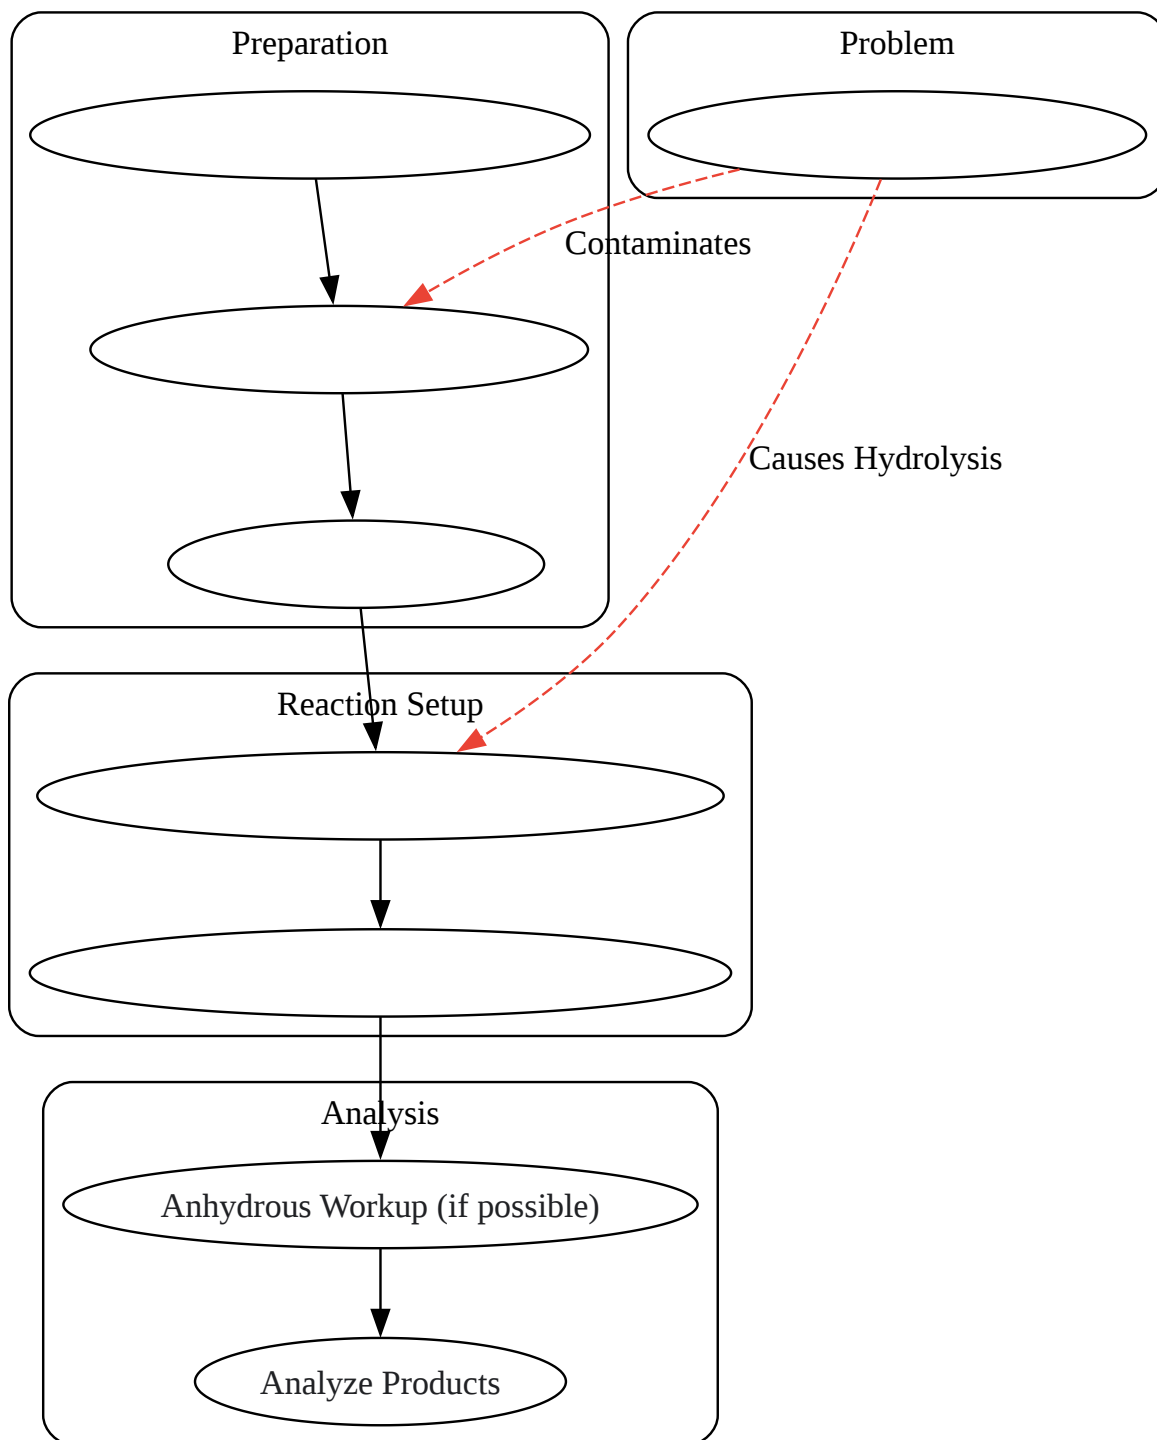 Preparation
Problem
Contaminates
Causes Hydrolysis
Reaction Setup
Analysis
Anhydrous Workup (if possible)
Analyze Products